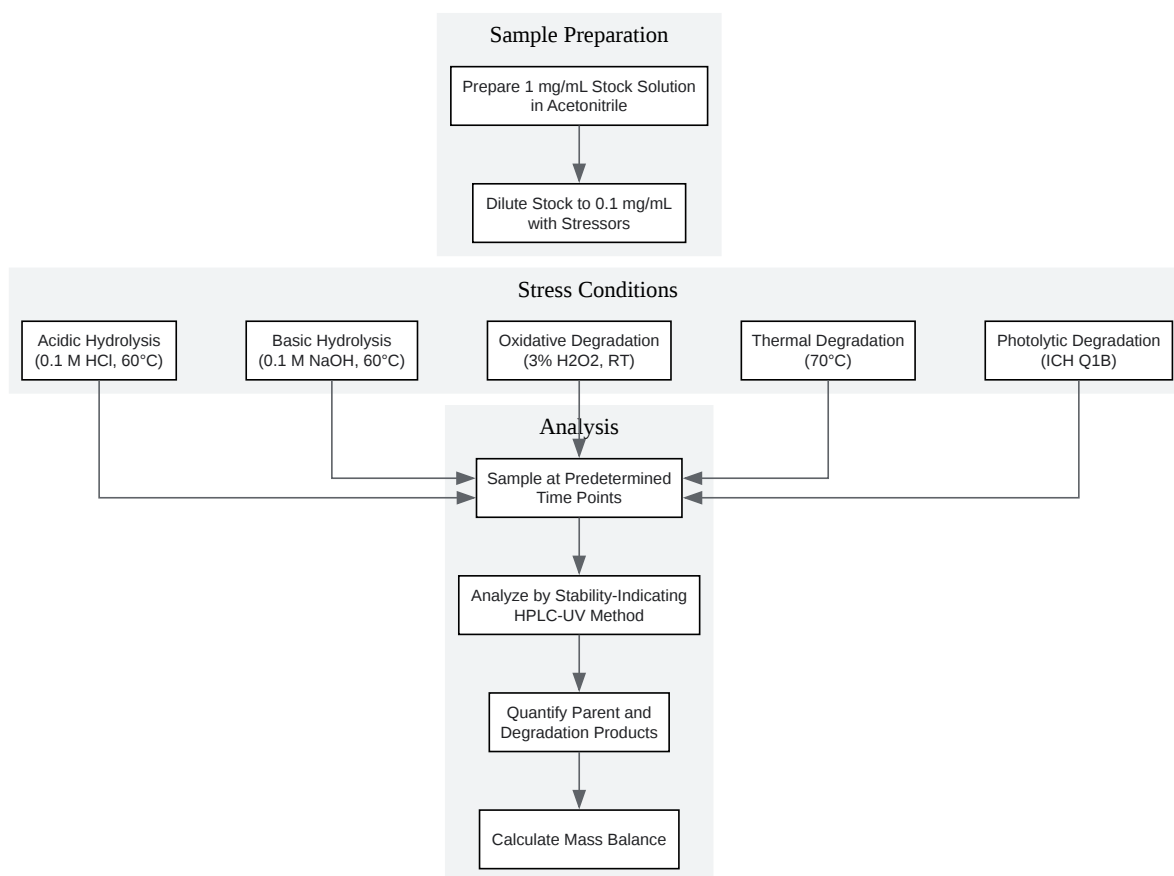 Sample Preparation
Prepare 1 mg/mL Stock Solution
in Acetonitrile
Dilute Stock to 0.1 mg/mL
with Stressors
Stress Conditions
Acidic Hydrolysis
(0.1 M HCl, 60°C)
Basic Hydrolysis
(0.1 M NaOH, 60°C)
Oxidative Degradation
(3% H2O2, RT)
Thermal Degradation
(70°C)
Photolytic Degradation
(ICH Q1B)
Analysis
Sample at Predetermined
Time Points
Analyze by Stability-Indicating
HPLC-UV Method
Quantify Parent and
Degradation Products
Calculate Mass Balance